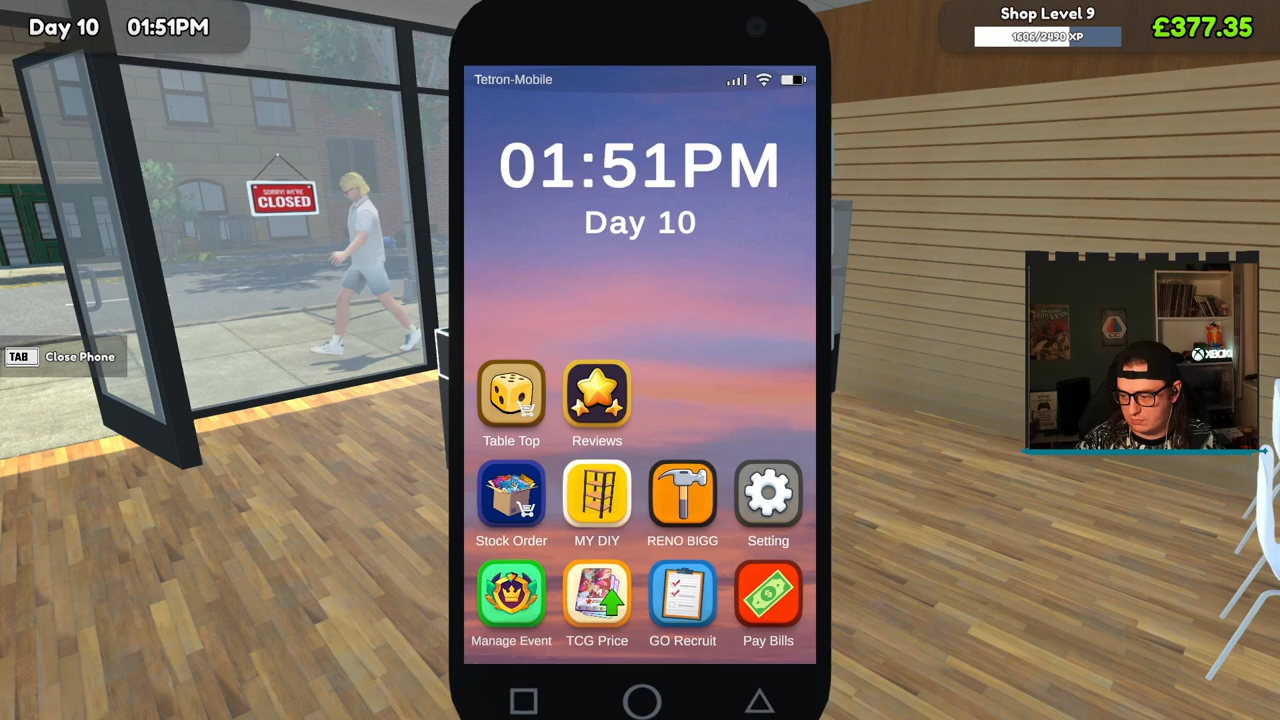 Day 10 01:51PM
Shop Level 9
1606/2490 XP
£377.35
Tetron-Mobile
01:51PM
Day 10
SORRY! WE'RE
CLOSED
TAB Close Phone
XBOX
Table Top Reviews
Stock Order MY DIY RENO BIGG Setting
Manage Event TCG Price GO Recruit Pay Bills